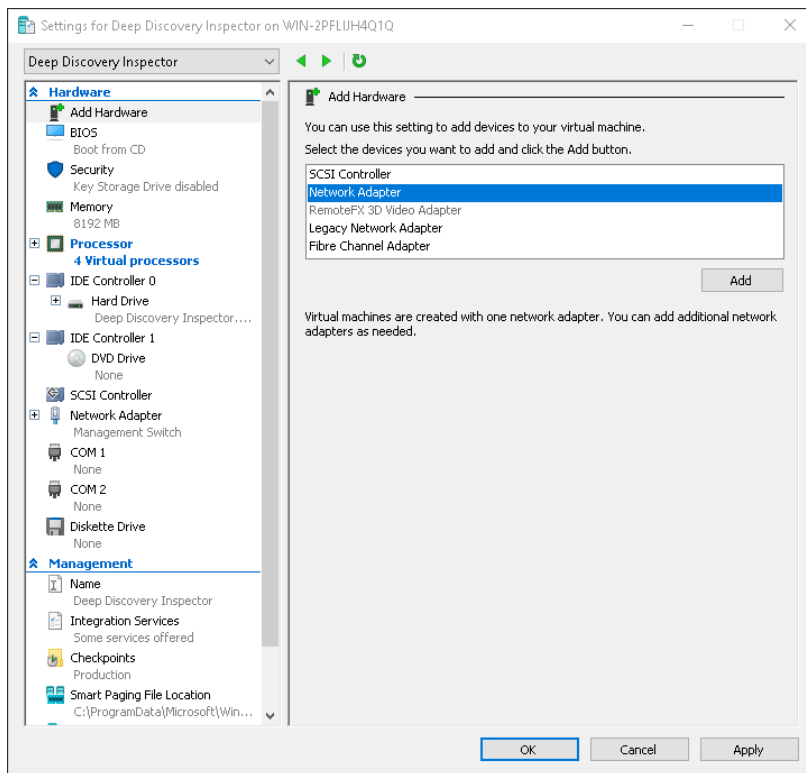 Settings for Deep Discovery Inspector on WIN-2PFLIJH4Q1Q
Deep Discovery Inspector
Hardware
Add Hardware
BIOS
Boot from CD
Security
Key Storage Drive disabled
Memory
8192 MB
Processor
4 Virtual processors
IDE Controller 0
Hard Drive
Deep Discovery Inspector....
IDE Controller 1
DVD Drive
None
SCSI Controller
Network Adapter
Management Switch
COM 1
None
COM 2
None
Diskette Drive
None
Management
Name
Deep Discovery Inspector
Integration Services
Some services offered
Checkpoints
Production
Smart Paging File Location
C:\ProgramData\Microsoft\Win...
Add Hardware
You can use this setting to add devices to your virtual machine.
Select the devices you want to add and click the Add button.
SCSI Controller
Network Adapter
RemoteFX 3D Video Adapter
Legacy Network Adapter
Fibre Channel Adapter
Add
Virtual machines are created with one network adapter. You can add additional network
adapters as needed.
OK
Cancel
Apply